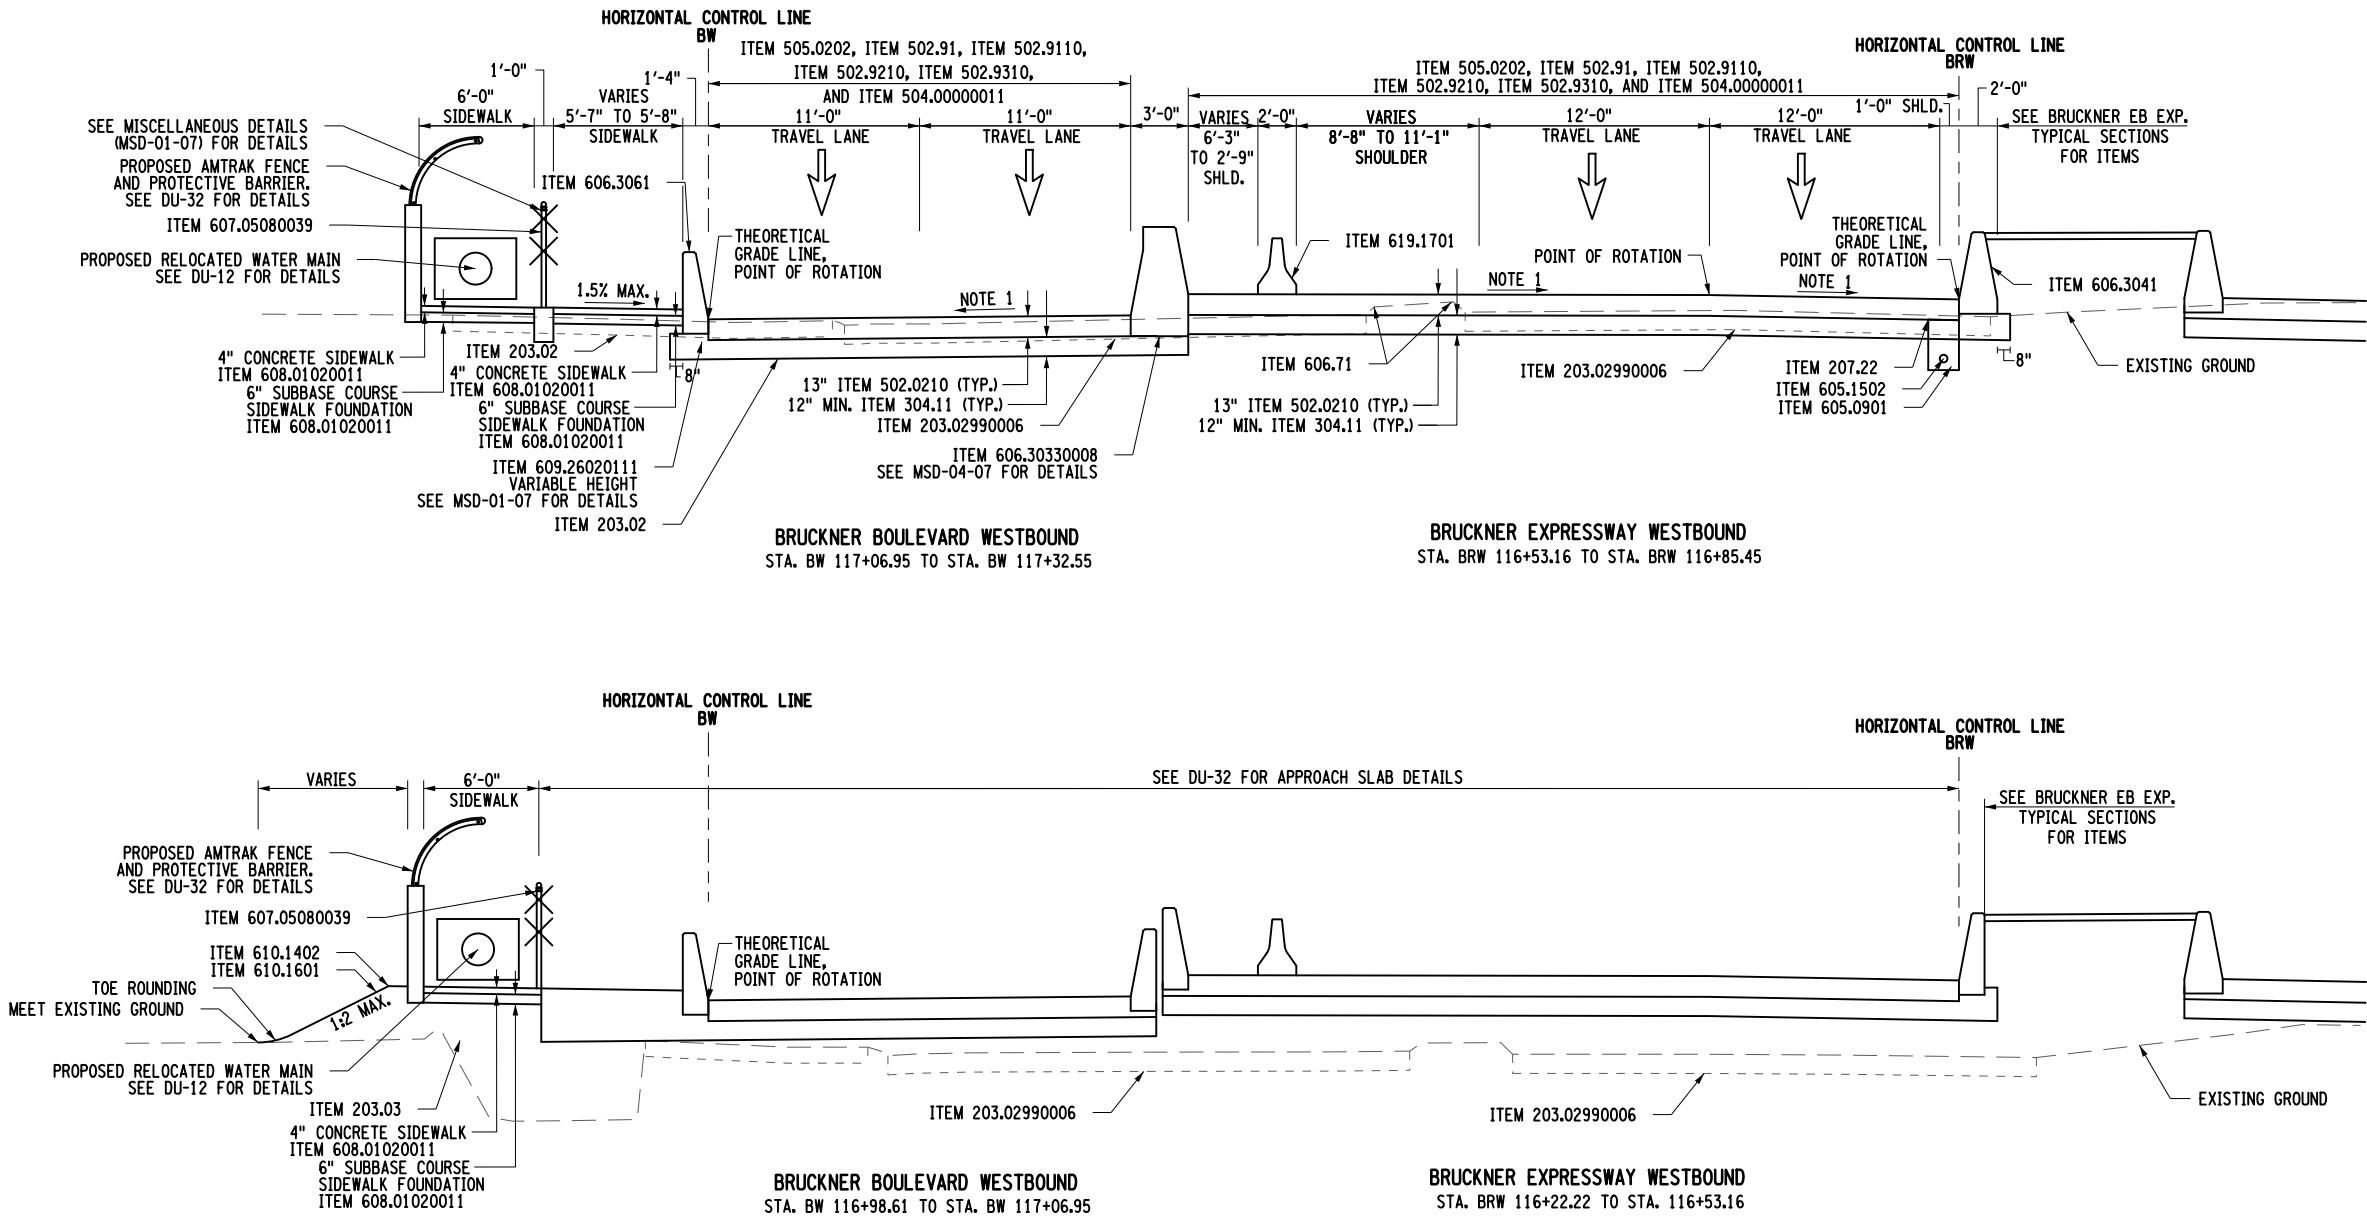 HORIZONTAL CONTROL LINE
BW
ITEM 505.0202, ITEM 502.91, ITEM 502.9110,
ITEM 502.9210, ITEM 502.9310,
AND ITEM 504.00000011
HORIZONTAL CONTROL LINE
BRW
ITEM 505.0202, ITEM 502.91, ITEM 502.9110,
ITEM 502.9210, ITEM 502.9310, AND ITEM 504.00000011
1'-0"
6'-0"
SIDEWALK
VARIES
5'-7" TO 5'-8"
SIDEWALK
1'-4"
11'-0"
TRAVEL LANE
11'-0"
TRAVEL LANE
3'-0"
VARIES
6'-3"
TO 2'-9"
SHLD.
2'-0"
VARIES
8'-8" TO 11'-1"
SHOULDER
12'-0"
TRAVEL LANE
12'-0"
TRAVEL LANE
1'-0" SHLD.
2'-0"
SEE BRUCKNER EB EXP.
TYPICAL SECTIONS
FOR ITEMS
SEE MISCELLANEOUS DETAILS
(MSD-01-07) FOR DETAILS
PROPOSED AMTRAK FENCE
AND PROTECTIVE BARRIER.
SEE DU-32 FOR DETAILS
ITEM 607.05080039
PROPOSED RELOCATED WATER MAIN
SEE DU-12 FOR DETAILS
ITEM 606.3061
THEORETICAL
GRADE LINE,
POINT OF ROTATION
1.5% MAX.
NOTE 1
ITEM 619.1701
NOTE 1
POINT OF ROTATION
THEORETICAL
GRADE LINE,
POINT OF ROTATION
NOTE 1
ITEM 606.3041
4" CONCRETE SIDEWALK
ITEM 608.01020011
6" SUBBASE COURSE
SIDEWALK FOUNDATION
ITEM 608.01020011
ITEM 203.02
4" CONCRETE SIDEWALK
ITEM 608.01020011
6" SUBBASE COURSE
SIDEWALK FOUNDATION
ITEM 608.01020011
8"
ITEM 609.26020111
VARIABLE HEIGHT
SEE MSD-01-07 FOR DETAILS
ITEM 203.02
13" ITEM 502.0210 (TYP.)
12" MIN. ITEM 304.11 (TYP.)
ITEM 203.02990006
ITEM 606.30330008
SEE MSD-04-07 FOR DETAILS
ITEM 606.71
13" ITEM 502.0210 (TYP.)
12" MIN. ITEM 304.11 (TYP.)
ITEM 203.02990006
ITEM 207.22
ITEM 605.1502
ITEM 605.0901
8"
EXISTING GROUND
BRUCKNER BOULEVARD WESTBOUND
STA. BW 117+06.95 TO STA. BW 117+32.55
BRUCKNER EXPRESSWAY WESTBOUND
STA. BRW 116+53.16 TO STA. BRW 116+85.45
HORIZONTAL CONTROL LINE
BW
HORIZONTAL CONTROL LINE
BRW
VARIES
6'-0"
SIDEWALK
SEE DU-32 FOR APPROACH SLAB DETAILS
SEE BRUCKNER EB EXP.
TYPICAL SECTIONS
FOR ITEMS
PROPOSED AMTRAK FENCE
AND PROTECTIVE BARRIER.
SEE DU-32 FOR DETAILS
ITEM 607.05080039
ITEM 610.1402
ITEM 610.1601
TOE ROUNDING
MEET EXISTING GROUND
1:2 MAX.
THEORETICAL
GRADE LINE,
POINT OF ROTATION
PROPOSED RELOCATED WATER MAIN
SEE DU-12 FOR DETAILS
ITEM 203.03
4" CONCRETE SIDEWALK
ITEM 608.01020011
6" SUBBASE COURSE
SIDEWALK FOUNDATION
ITEM 608.01020011
ITEM 203.02990006
ITEM 203.02990006
EXISTING GROUND
BRUCKNER BOULEVARD WESTBOUND
STA. BW 116+98.61 TO STA. BW 117+06.95
BRUCKNER EXPRESSWAY WESTBOUND
STA. BRW 116+22.22 TO STA. 116+53.16